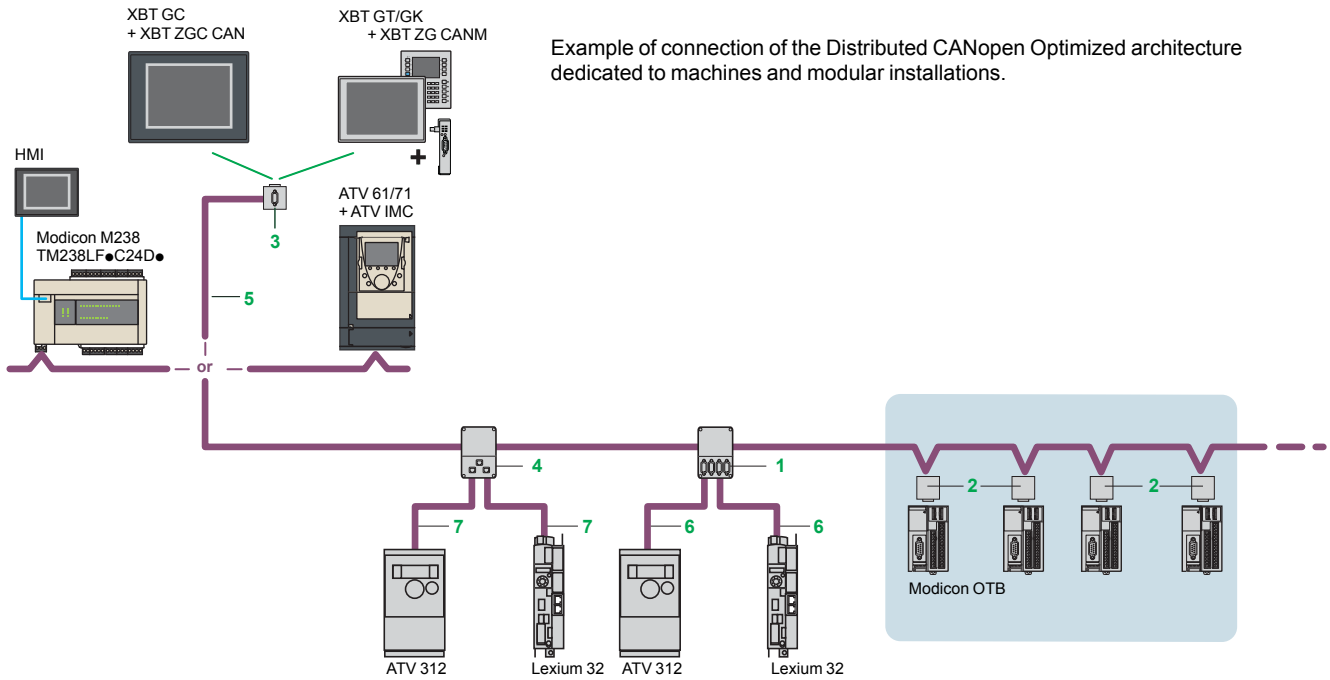 XBT GC
+ XBT ZGC CAN
XBT GT/GK
+ XBT ZG CANM
Example of connection of the Distributed CANopen Optimized architecture
dedicated to machines and modular installations.
+
HMI
Modicon M238
TM238LF●C24D●
3
ATV 61/71
+ ATV IMC
5
!!
or
4
1
2
2
7
7
6
6
Modicon OTB
ATV 312
Lexium 32
ATV 312
Lexium 32